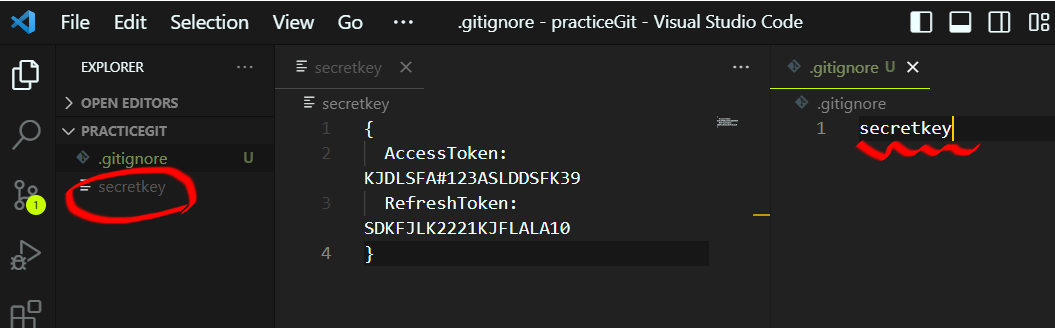 File Edit Selection View Go ··· .gitignore - practiceGit - Visual Studio Code
EXPLORER ···
OPEN EDITORS
PRACTICEGIT
.gitignore U
secretkey
1
secretkey ···
secretkey
1 {
2 AccessToken:
KJDLSFA#123ASLDDSFK39
3 RefreshToken:
SDKFJLK2221KJFLALA10
4 }
.gitignore U
.gitignore
1 secretkey